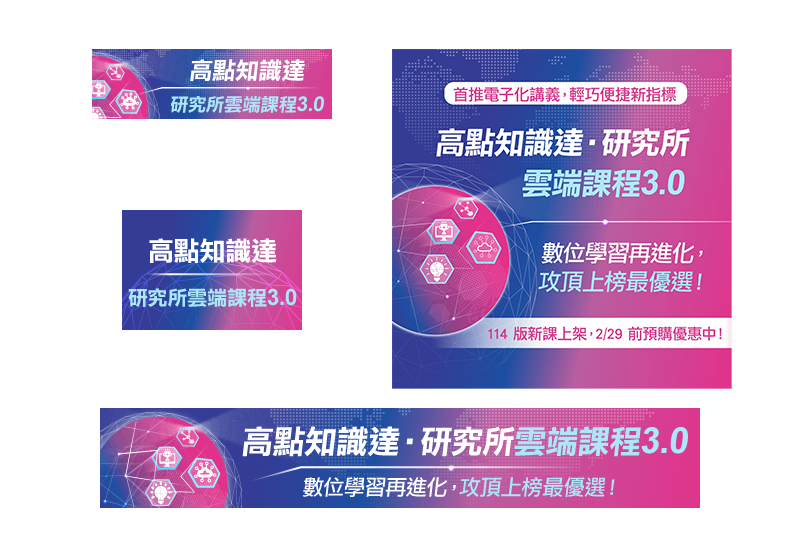 高點知識達
研究所雲端課程3.0
首推電子化講義，輕巧便捷新指標
高點知識達・研究所
雲端課程3.0
數位學習再進化，
攻頂上榜最優選！
114 版新課上架，2/29 前預購優惠中！
高點知識達
研究所雲端課程3.0
高點知識達・研究所雲端課程3.0
數位學習再進化，攻頂上榜最優選！